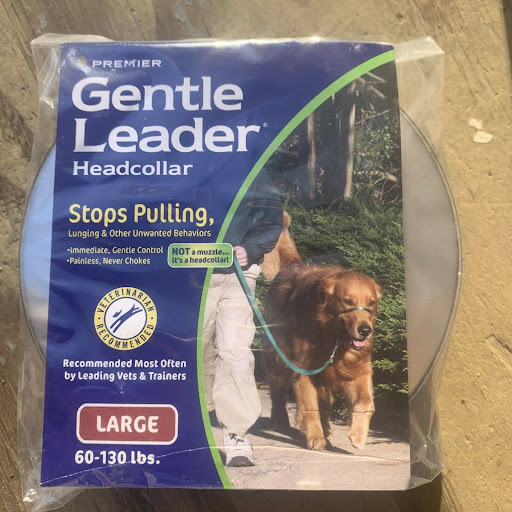 PREMIER
Gentle
Leader®
Headcollar
Stops Pulling,
Lunging & Other Unwanted Behaviors
•Immediate, Gentle Control
•Painless, Never Chokes
NOT a muzzle...
it's a headcollar!
VETERINARIAN
RECOMMENDED
Recommended Most Often
by Leading Vets & Trainers
LARGE
60-130 lbs.